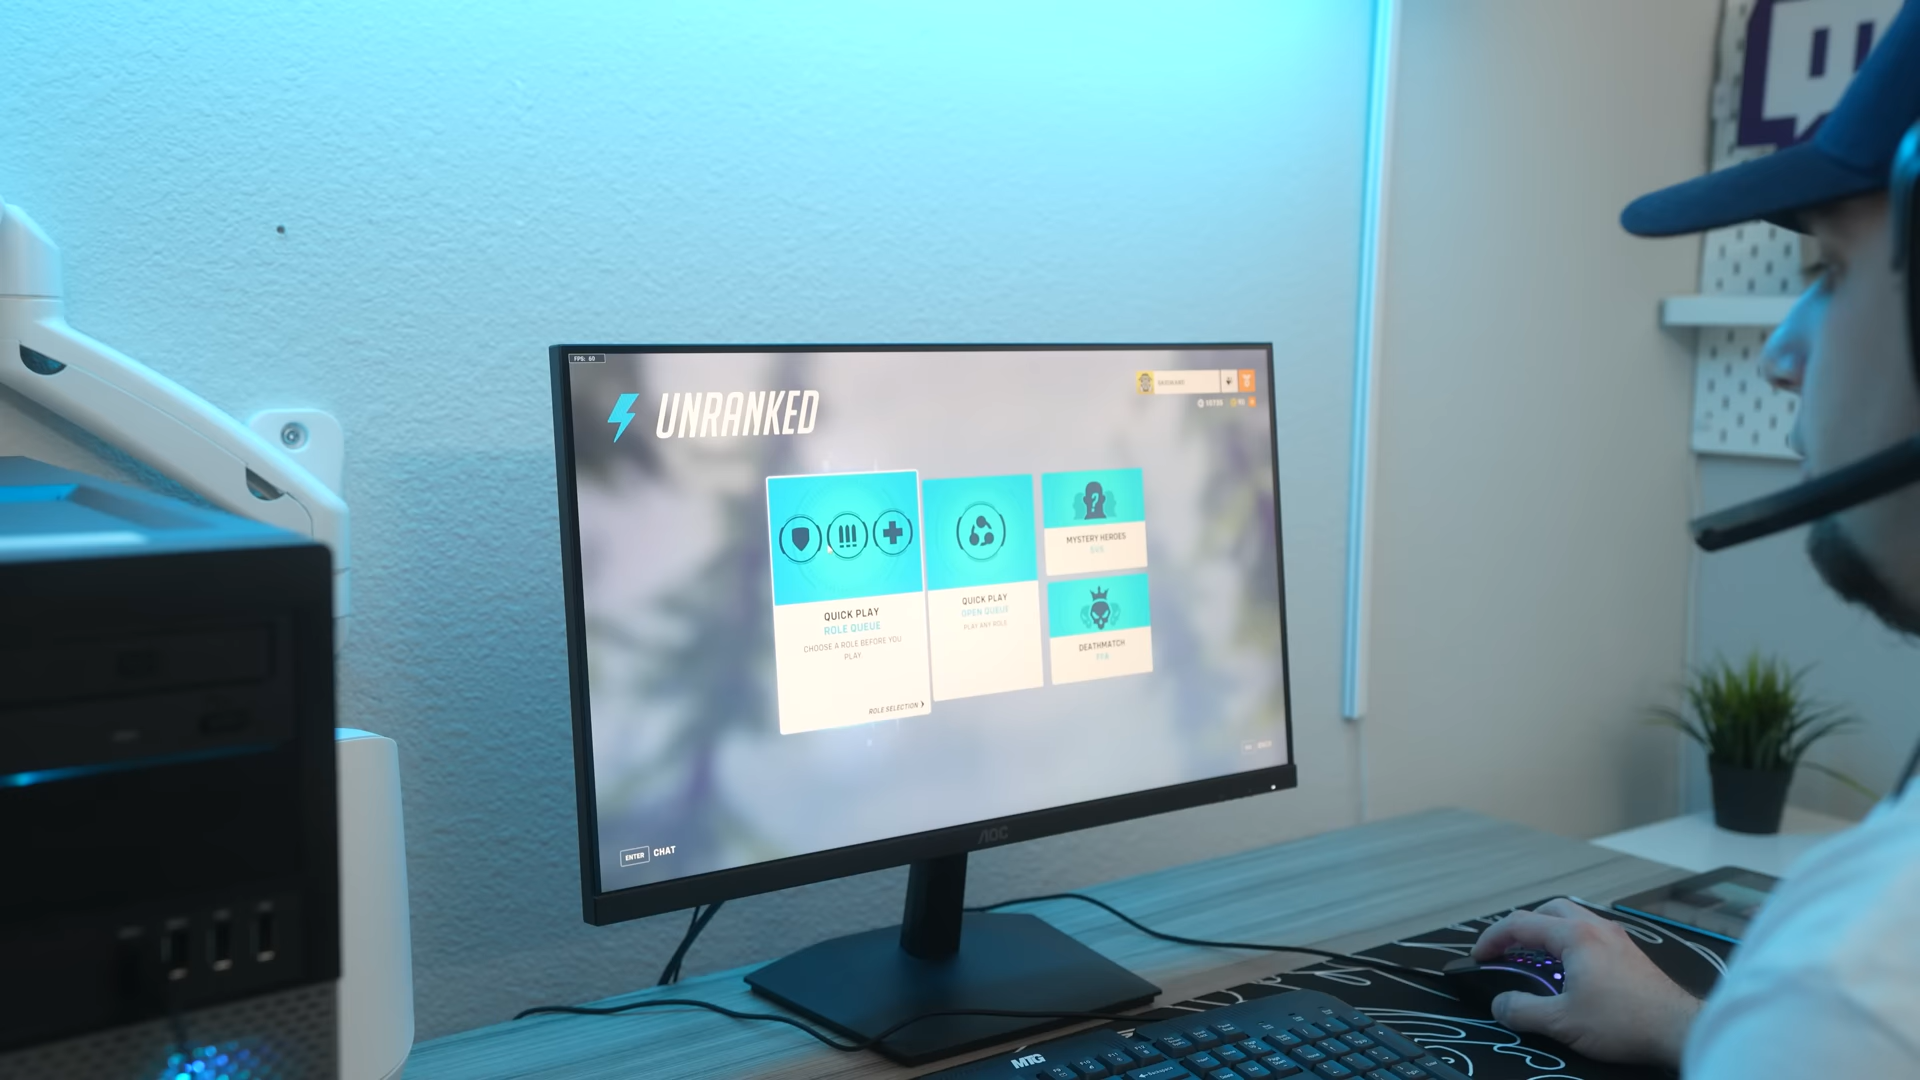 FPS: 60
UNRANKED
QUICK PLAY
ROLE QUEUE
CHOOSE A ROLE BEFORE YOU
PLAY.
ROLE SELECTION
QUICK PLAY
OPEN QUEUE
PLAY ANY ROLE.
MYSTERY HEROES
DEATHMATCH
FFA
ENTER CHAT
AOC
MTG